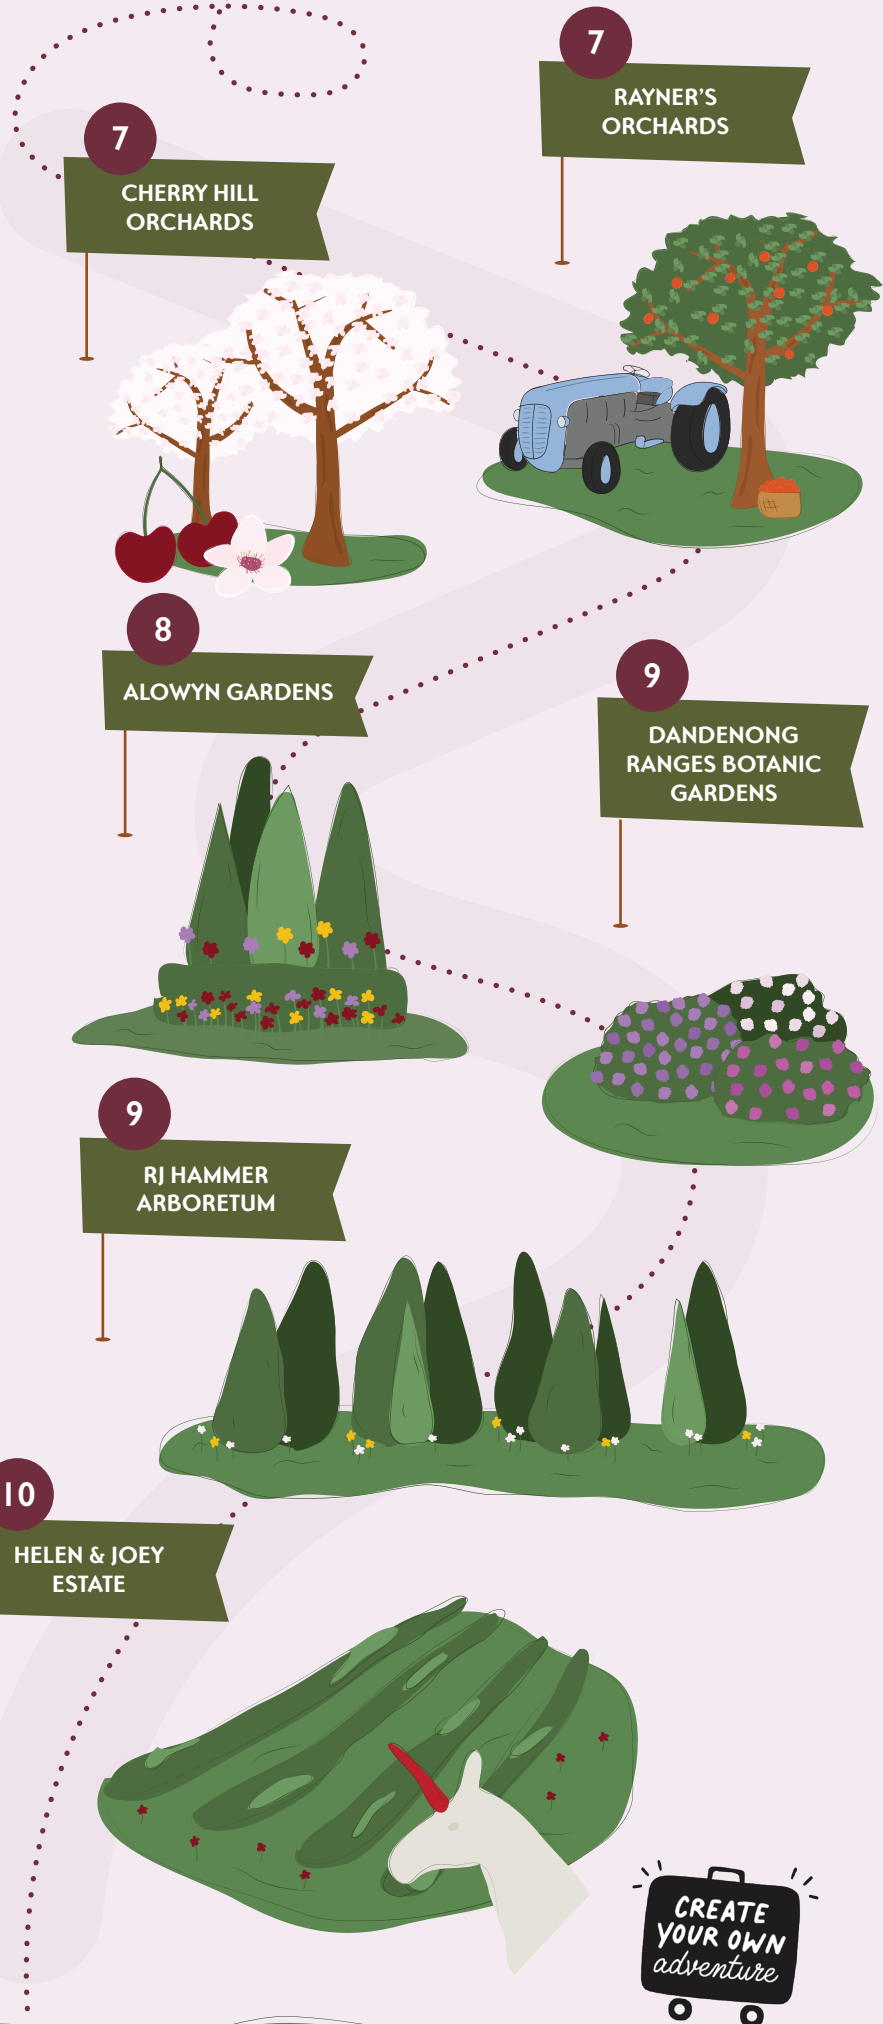 7
RAYNER'S
ORCHARDS
7
CHERRY HILL
ORCHARDS
8
ALOWYN GARDENS
9
DANDENONG
RANGES BOTANIC
GARDENS
9
RJ HAMMER
ARBORETUM
10
HELEN & JOEY
ESTATE
CREATE
YOUR OWN
adventure